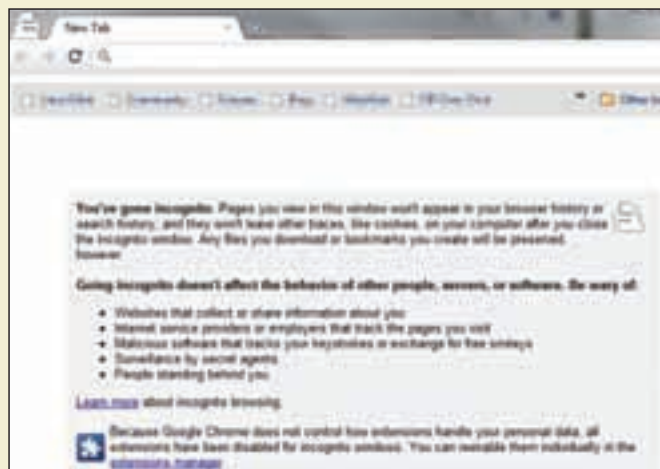 New Tab
Other
You've gone incognito. Pages you view in this window won't appear in your browser history or
search history, and they won't leave other traces, like cookies, on your computer after you close
the incognito window. Any files you download or bookmarks you create will be preserved,
however.
Going incognito doesn't affect the behavior of other people, servers, or software. Be wary of:
• Websites that collect or share information about you
• Internet service providers or employers that track the pages you visit
• Malicious software that tracks your keystrokes in exchange for free smileys
• Surveillance by secret agents
• People standing behind you
Learn more about incognito browsing.
Because Google Chrome does not control how extensions handle your personal data, all
extensions have been disabled for incognito windows. You can reenable them individually in the
extensions manager